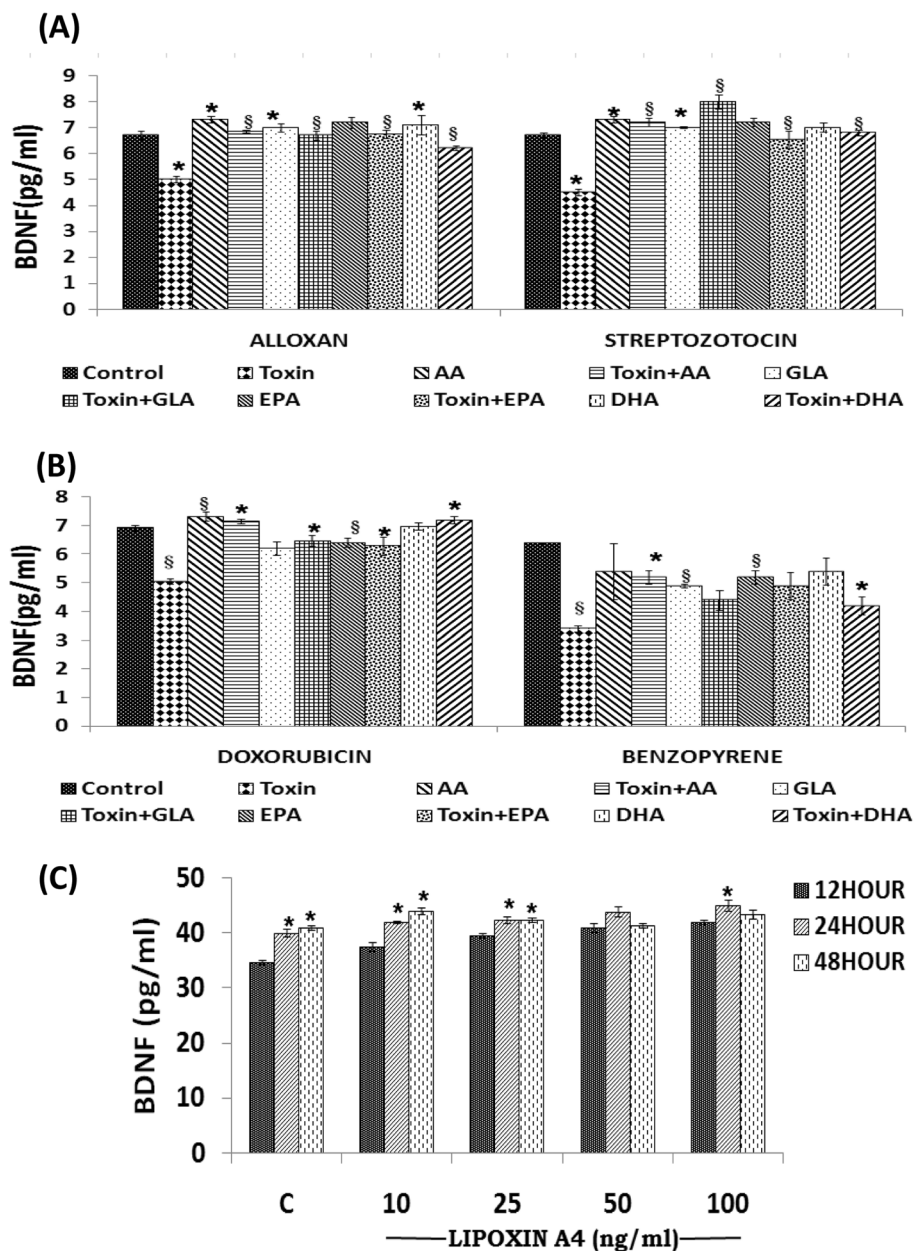 (A)
9
8
7
6
5
4
3
2
1
0
BDNF(pg/ml)
* * § * § § * § * * § * § § §
ALLOXAN STREPTOZOTOCIN
Control Toxin AA Toxin+AA GLA
Toxin+GLA EPA Toxin+EPA DHA Toxin+DHA
(B)
8
7
6
5
4
3
2
1
0
BDNF(pg/ml)
§ § * * § * * § * § § *
DOXORUBICIN BENZOPYRENE
Control Toxin AA Toxin+AA GLA
Toxin+GLA EPA Toxin+EPA DHA Toxin+DHA
(C)
50
40
30
20
10
0
BDNF (pg/ml)
* * * * * * *
12HOUR
24HOUR
48HOUR
C 10 25 50 100
LIPOXIN A4 (ng/ml)